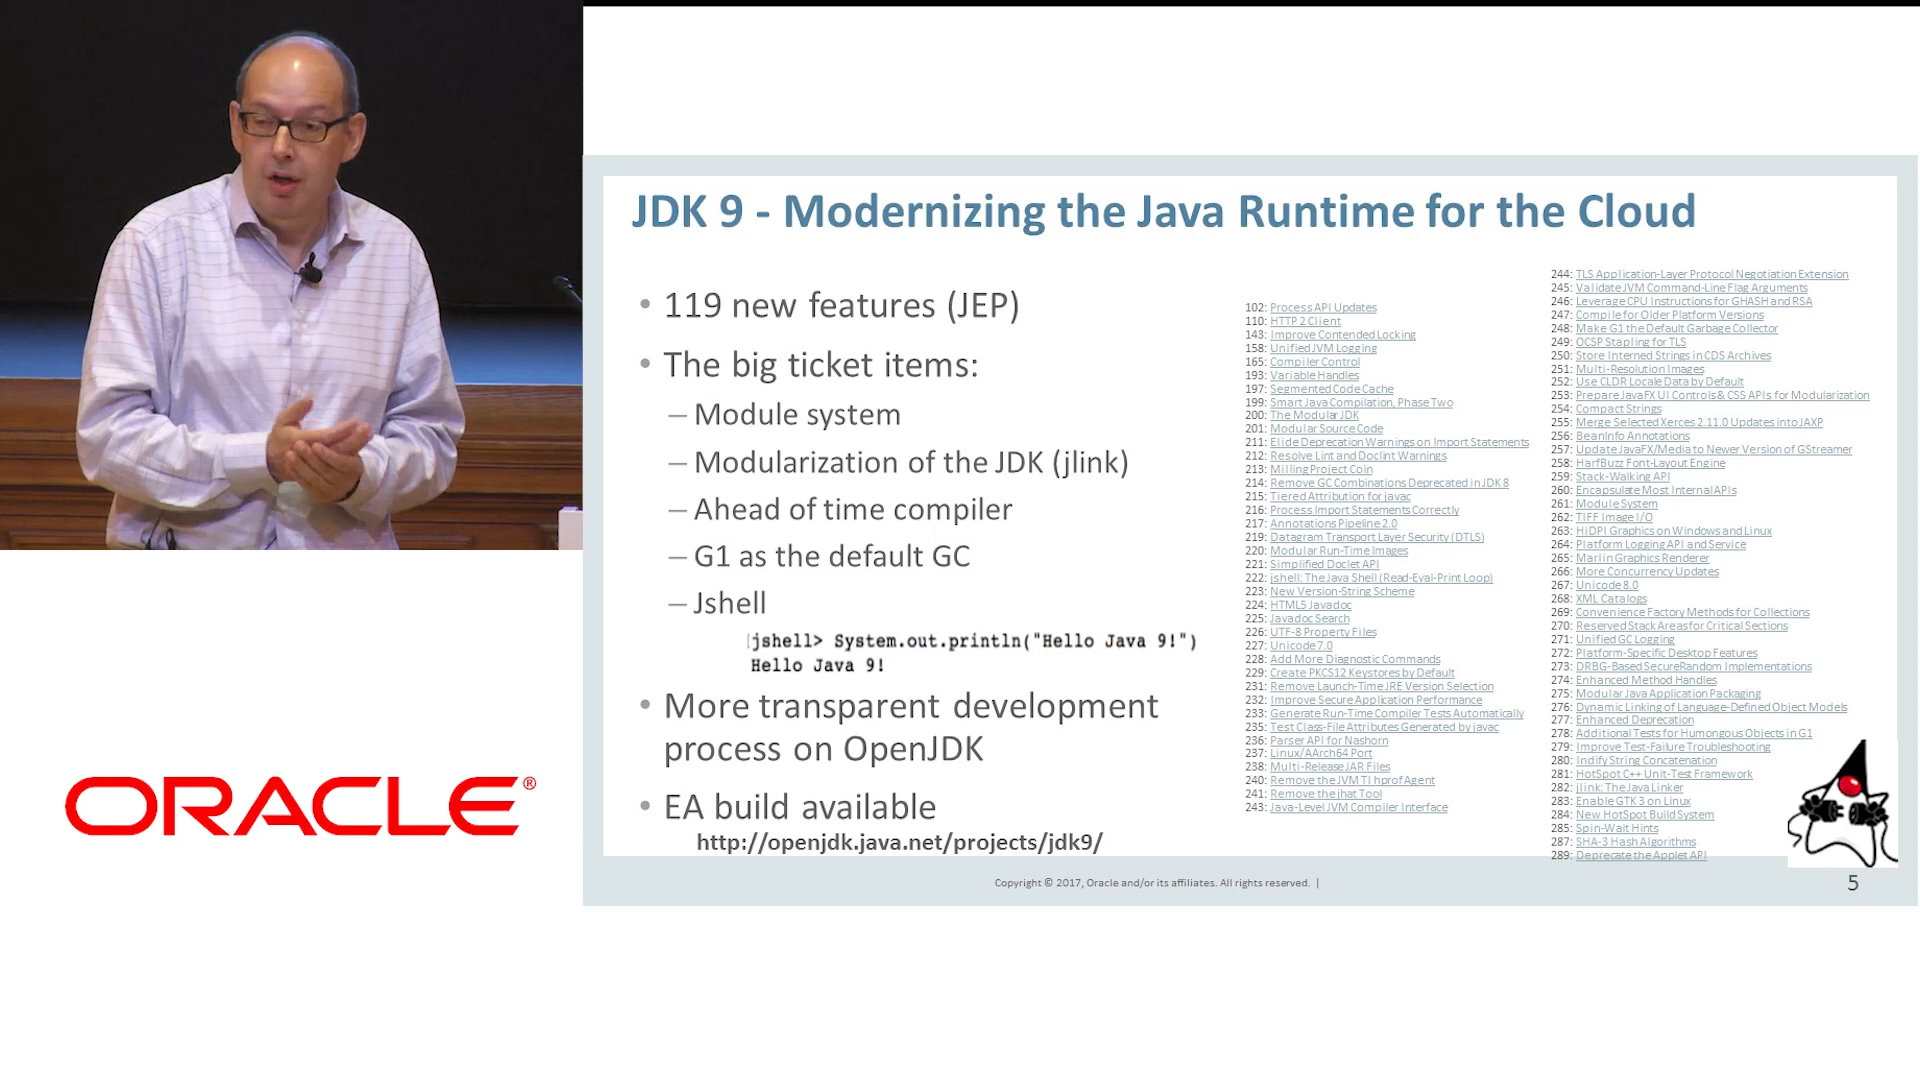 JDK 9 - Modernizing the Java Runtime for the Cloud
• 119 new features (JEP)
• The big ticket items:
– Module system
– Modularization of the JDK (jlink)
– Ahead of time compiler
– G1 as the default GC
– Jshell
jshell> System.out.println("Hello Java 9!")
Hello Java 9!
• More transparent development
process on OpenJDK
• EA build available
http://openjdk.java.net/projects/jdk9/
102: Process API Updates
110: HTTP 2 Client
143: Improve Contended Locking
158: Unified JVM Logging
165: Compiler Control
193: Variable Handles
197: Segmented Code Cache
199: Smart Java Compilation, Phase Two
200: The Modular JDK
201: Modular Source Code
211: Elide Deprecation Warnings on Import Statements
212: Resolve Lint and Doclint Warnings
213: Milling Project Coin
214: Remove GC Combinations Deprecated in JDK 8
215: Tiered Attribution for javac
216: Process Import Statements Correctly
217: Annotations Pipeline 2.0
219: Datagram Transport Layer Security (DTLS)
220: Modular Run-Time Images
221: Simplified Doclet API
222: jshell: The Java Shell (Read-Eval-Print Loop)
223: New Version-String Scheme
224: HTML5 Javadoc
225: Javadoc Search
226: UTF-8 Property Files
227: Unicode 7.0
228: Add More Diagnostic Commands
229: Create PKCS12 Keystores by Default
231: Remove Launch-Time JRE Version Selection
232: Improve Secure Application Performance
233: Generate Run-Time Compiler Tests Automatically
235: Test Class-File Attributes Generated by javac
236: Parser API for Nashorn
237: Linux/AArch64 Port
238: Multi-Release JAR Files
240: Remove the JVM TI hprof Agent
241: Remove the jhat Tool
243: Java-Level JVM Compiler Interface
244: TLS Application-Layer Protocol Negotiation Extension
245: Validate JVM Command-Line Flag Arguments
246: Leverage CPU Instructions for GHASH and RSA
247: Compile for Older Platform Versions
248: Make G1 the Default Garbage Collector
249: OCSP Stapling for TLS
250: Store Interned Strings in CDS Archives
251: Multi-Resolution Images
252: Use CLDR Locale Data by Default
253: Prepare JavaFX UI Controls & CSS APIs for Modularization
254: Compact Strings
255: Merge Selected Xerces 2.11.0 Updates into JAXP
256: BeanInfo Annotations
257: Update JavaFX/Media to Newer Version of GStreamer
258: HarfBuzz Font-Layout Engine
259: Stack-Walking API
260: Encapsulate Most Internal APIs
261: Module System
262: TIFF Image I/O
263: HiDPI Graphics on Windows and Linux
264: Platform Logging API and Service
265: Marlin Graphics Renderer
266: More Concurrency Updates
267: Unicode 8.0
268: XML Catalogs
269: Convenience Factory Methods for Collections
270: Reserved Stack Areas for Critical Sections
271: Unified GC Logging
272: Platform-Specific Desktop Features
273: DRBG-Based SecureRandom Implementations
274: Enhanced Method Handles
275: Modular Java Application Packaging
276: Dynamic Linking of Language-Defined Object Models
277: Enhanced Deprecation
278: Additional Tests for Humongous Objects in G1
279: Improve Test-Failure Troubleshooting
280: Indify String Concatenation
281: HotSpot C++ Unit-Test Framework
282: jlink: The Java Linker
283: Enable GTK 3 on Linux
284: New HotSpot Build System
285: Spin-Wait Hints
287: SHA-3 Hash Algorithms
289: Deprecate the Applet API
ORACLE®
Copyright © 2017, Oracle and/or its affiliates. All rights reserved. |
5